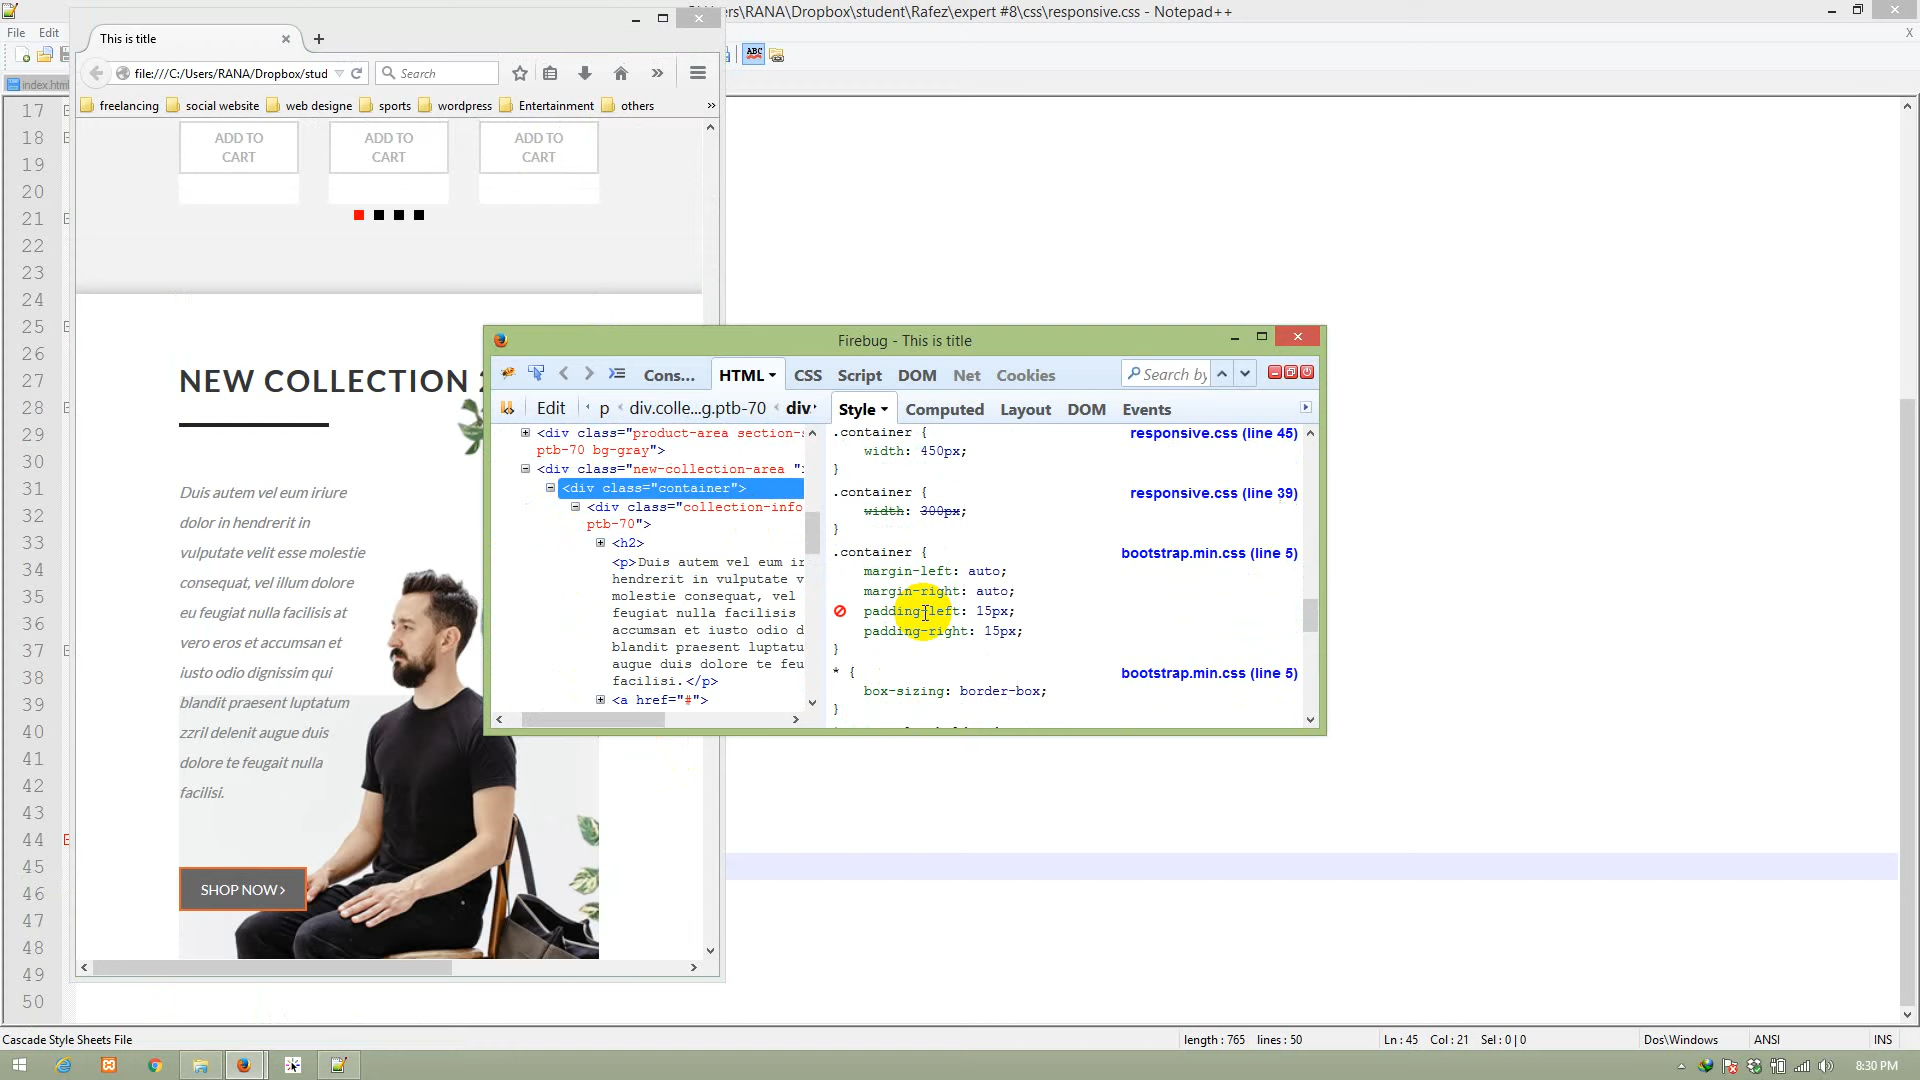 C:\Users\RANA\Dropbox\student\Rafez\expert #8\css\responsive.css - Notepad++
File Edit
X
This is title
file:///C:/Users/RANA/Dropbox/stud
Search
freelancing social website web designe sports wordpress Entertainment others
index.html
ABC
17
18
19
20
21
22
23
24
25
26
27
28
29
30
31
32
33
34
35
36
37
38
39
40
41
42
43
44
45
46
47
48
49
50
ADD TO
CART
ADD TO
CART
ADD TO
CART
NEW COLLECTION
Duis autem vel eum iriure
dolor in hendrerit in
vulputate velit esse molestie
consequat, vel illum dolore
eu feugiat nulla facilisis at
vero eros et accumsan et
iusto odio dignissim qui
blandit praesent luptatum
zzril delenit augue duis
dolore te feugait nulla
facilisi.
SHOP NOW >
Firebug - This is title
Cons... HTML CSS Script DOM Net Cookies Search by
Edit p < div.colle...g.ptb-70 < div
Style Computed Layout DOM Events
<div class="product-area section-s
ptb-70 bg-gray">
<div class="new-collection-area ">
<div class="container">
<div class="collection-info
ptb-70">
<h2>
<p>Duis autem vel eum ir
hendrerit in vulputate v
molestie consequat, vel
feugiat nulla facilisis
accumsan et iusto odio d
blandit praesent luptatu
augue duis dolore te feu
facilisi.</p>
<a href="#">
.container { responsive.css (line 45)
width: 450px;
}
.container { responsive.css (line 39)
width: 300px;
}
.container { bootstrap.min.css (line 5)
margin-left: auto;
margin-right: auto;
padding-left: 15px;
padding-right: 15px;
}
* { bootstrap.min.css (line 5)
box-sizing: border-box;
}
Cascade Style Sheets File length : 765 lines : 50 Ln : 45 Col : 21 Sel : 0 | 0 Dos\Windows ANSI INS
8:30 PM